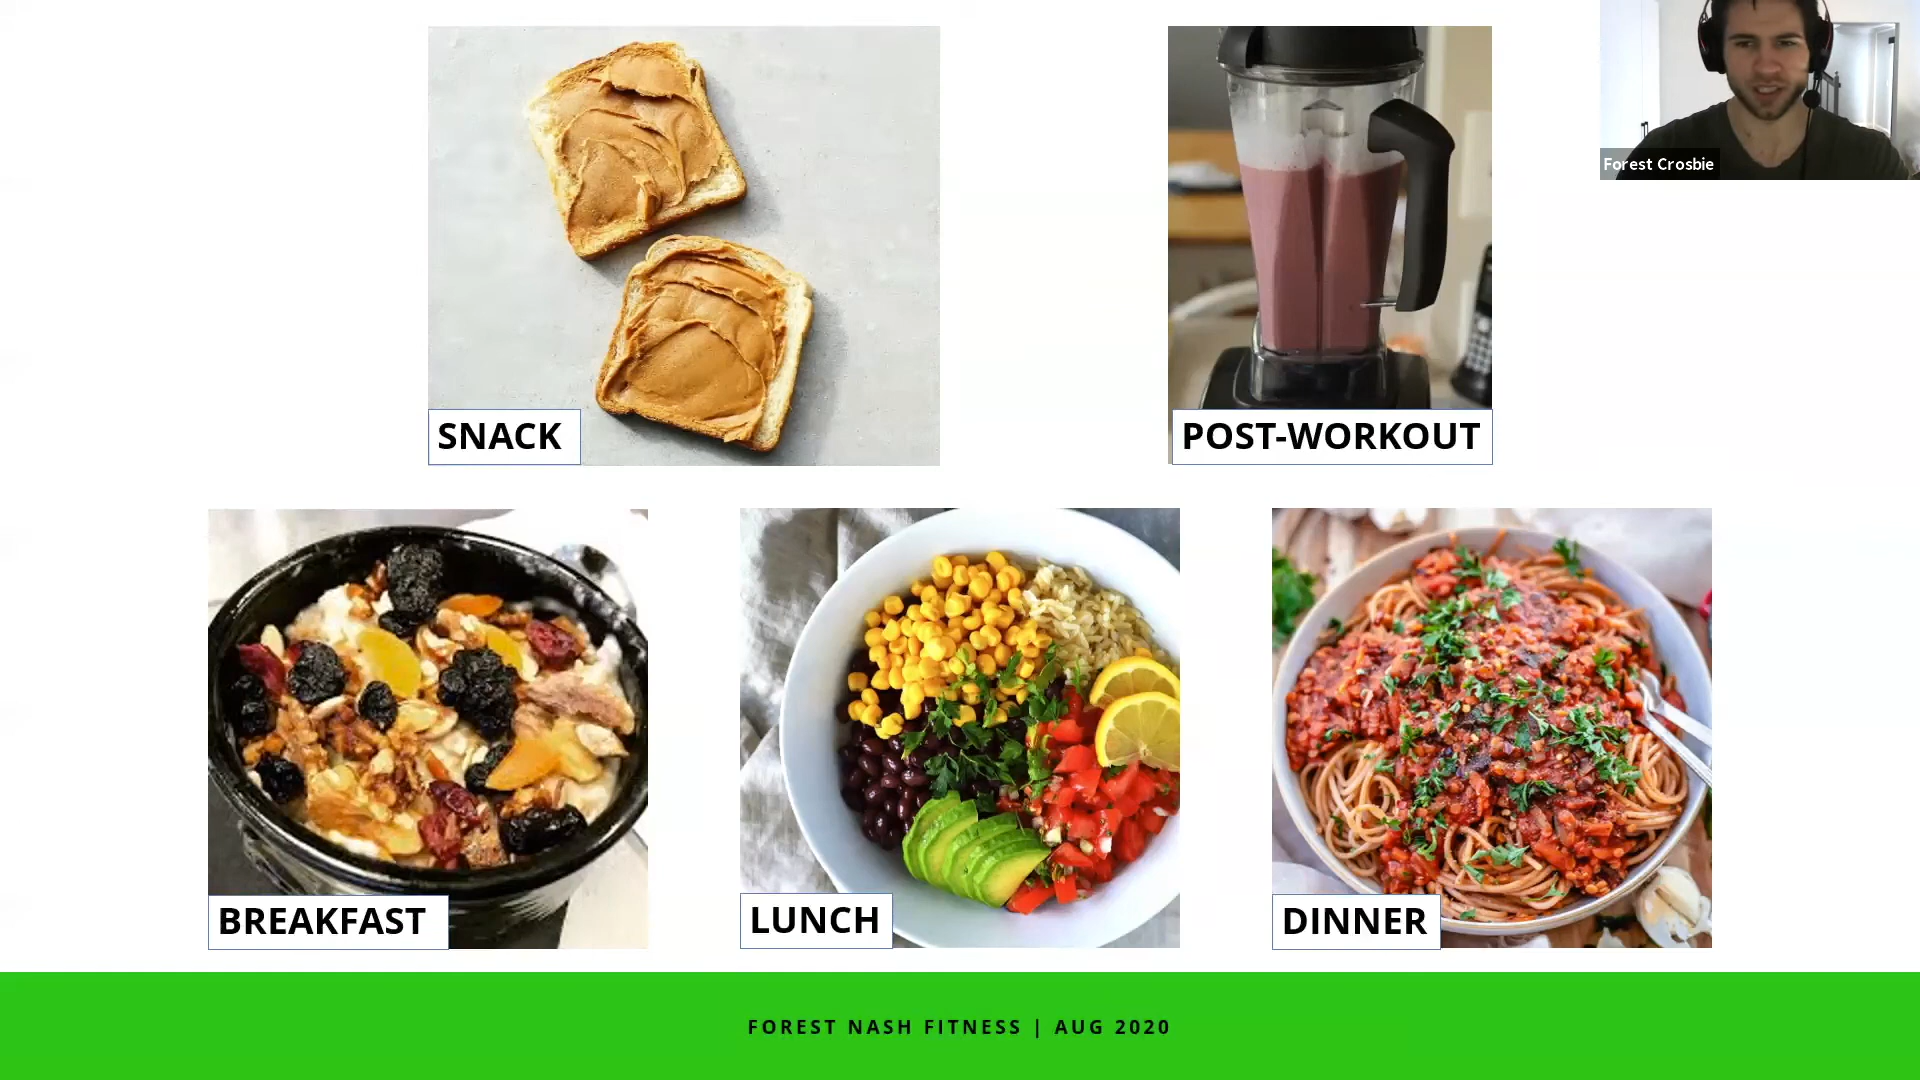 SNACK
POST-WORKOUT
Forest Crosbie
BREAKFAST
LUNCH
DINNER
FOREST NASH FITNESS | AUG 2020